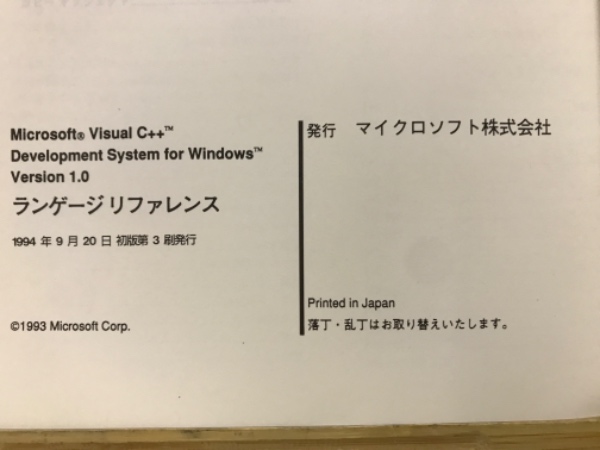 Microsoft® Visual C++™
Development System for Windows™
Version 1.0
ランゲージ リファレンス
1994 年 9 月 20 日 初版第 3 刷発行
©1993 Microsoft Corp.
発行 マイクロソフト株式会社
Printed in Japan
落丁・乱丁はお取り替えいたします。